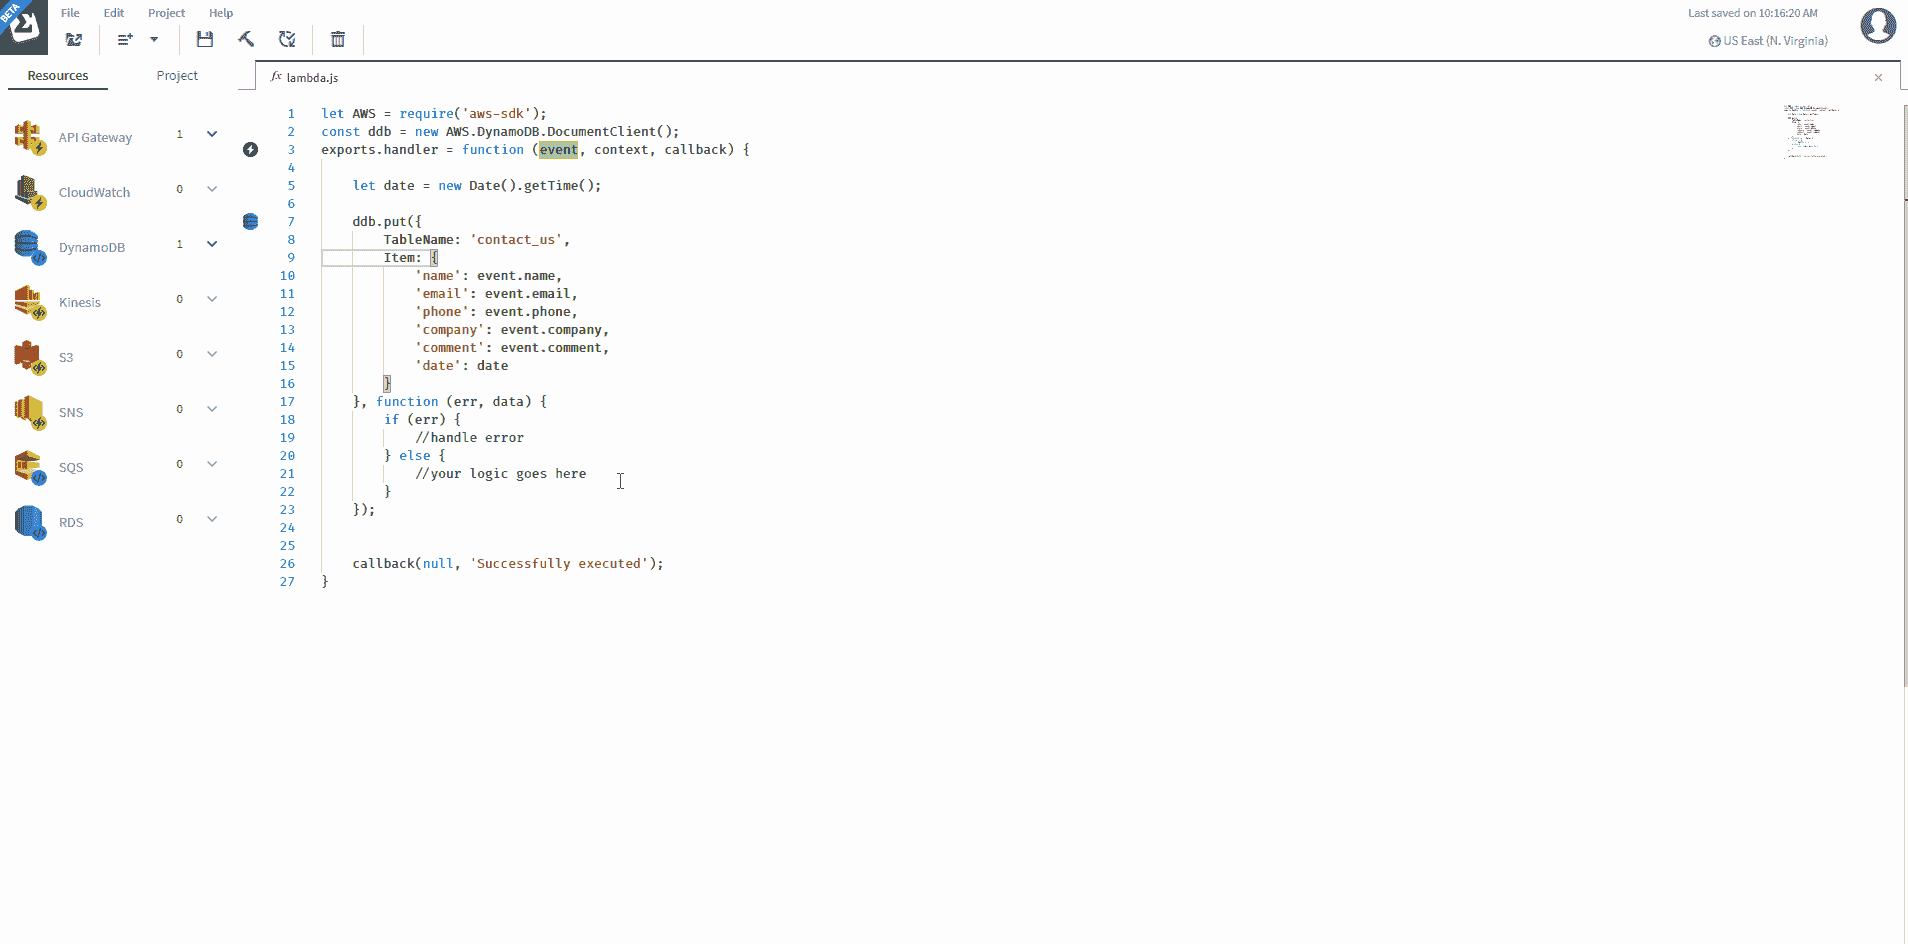 BETA
File Edit Project Help
Last saved on 10:16:20 AM
US East (N. Virginia)
Resources Project
fx lambda.js ×
API Gateway 1
CloudWatch 0
DynamoDB 1
Kinesis 0
S3 0
SNS 0
SQS 0
RDS 0
1 let AWS = require('aws-sdk');
2 const ddb = new AWS.DynamoDB.DocumentClient();
3 exports.handler = function (event, context, callback) {
4
5     let date = new Date().getTime();
6
7     ddb.put({
8         TableName: 'contact_us',
9         Item: {
10             'name': event.name,
11             'email': event.email,
12             'phone': event.phone,
13             'company': event.company,
14             'comment': event.comment,
15             'date': date
16         }
17     }, function (err, data) {
18         if (err) {
19             //handle error
20         } else {
21             //your logic goes here
22         }
23     });
24
25
26     callback(null, 'Successfully executed');
27 }